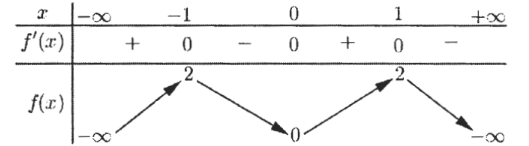 x −∞ −1 0 1 +∞
f′(x) + 0 − 0 + 0 −
2 2
f(x)
−∞ 0 −∞